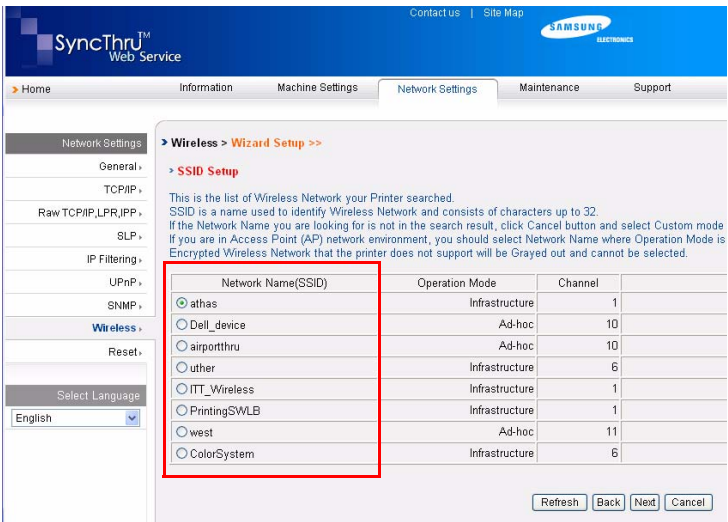 Contact us | Site Map
SAMSUNG
ELECTRONICS
SyncThru™
Web Service
Home
Information Machine Settings Network Settings Maintenance Support
Network Settings
General
TCP/IP
Raw TCP/IP,LPR,IPP
SLP
IP Filtering
UPnP
SNMP
Wireless
Reset
Select Language
English
Wireless > Wizard Setup >>
SSID Setup
This is the list of Wireless Network your Printer searched.
SSID is a name used to identify Wireless Network and consists of characters up to 32.
If the Network Name you are looking for is not in the search result, click Cancel button and select Custom mode
If you are in Access Point (AP) network environment, you should select Network Name where Operation Mode is
Encrypted Wireless Network that the printer does not support will be Grayed out and cannot be selected.
Network Name(SSID) Operation Mode Channel
athas Infrastructure 1
Dell_device Ad-hoc 10
airportthru Ad-hoc 10
uther Infrastructure 6
ITT_Wireless Infrastructure 1
PrintingSWLB Infrastructure 1
west Ad-hoc 11
ColorSystem Infrastructure 6
Refresh Back Next Cancel